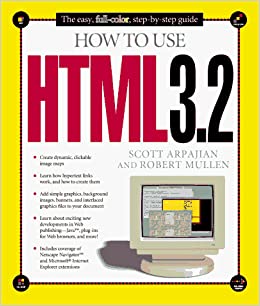 The easy, full-color, step-by-step guide
HOW TO USE
HTML 3.2
SCOTT ARPAJIAN
AND ROBERT MULLEN
• Create dynamic, clickable
image maps
• Learn how hypertext links
work, and how to create them
• Add simple graphics, background
images, banners, and interlaced
graphics files to your document
• Learn about exciting new
developments in Web
publishing—Java™, plug-ins
for Web browsers, and more!
• Includes coverage of
Netscape Navigator™
and Microsoft® Internet
Explorer extensions